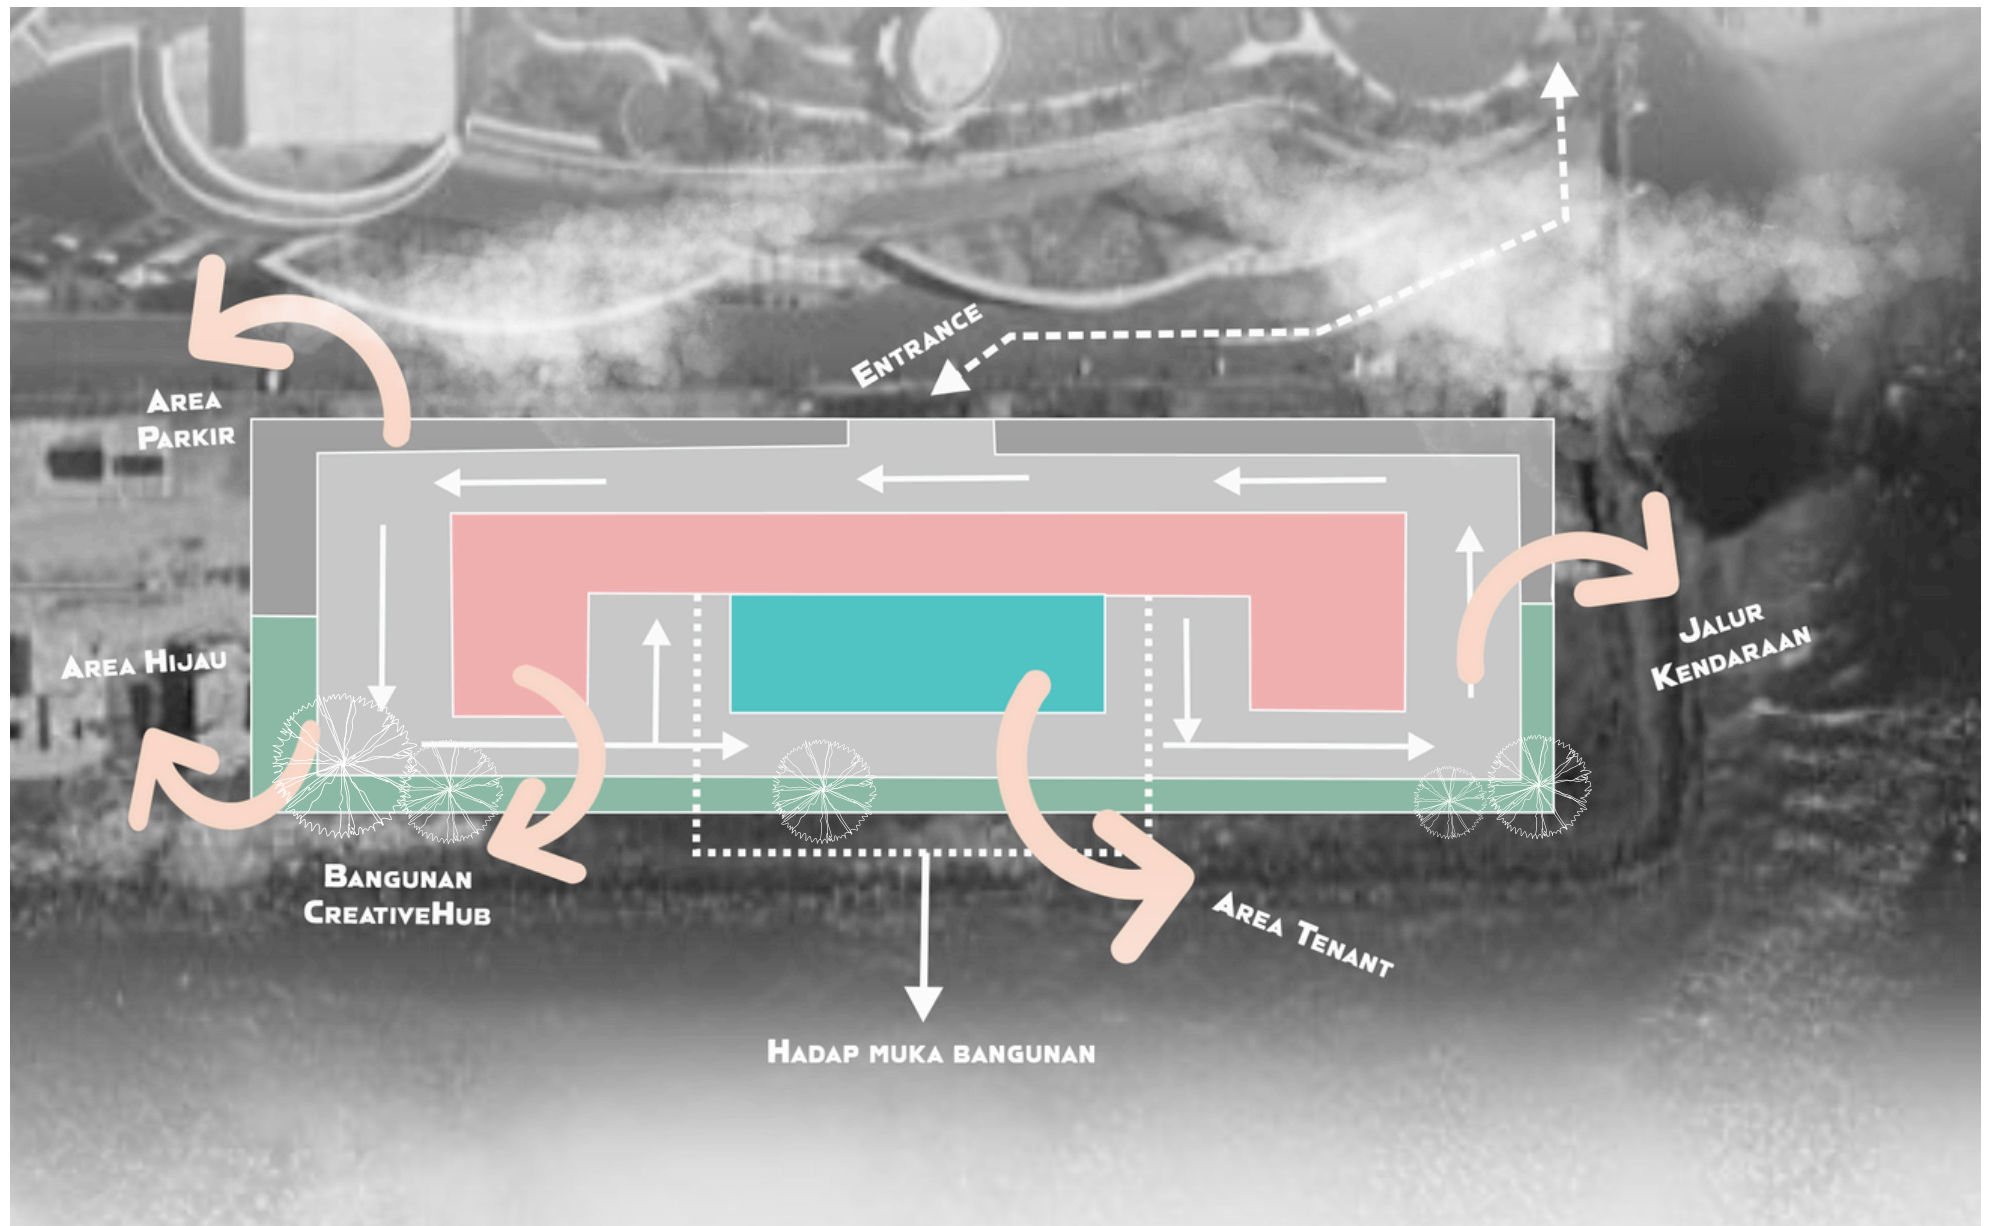 Entrance
Area
Parkir
Area Hijau
Jalur
Kendaraan
Bangunan
CreativeHub
Area Tenant
Hadap muka bangunan